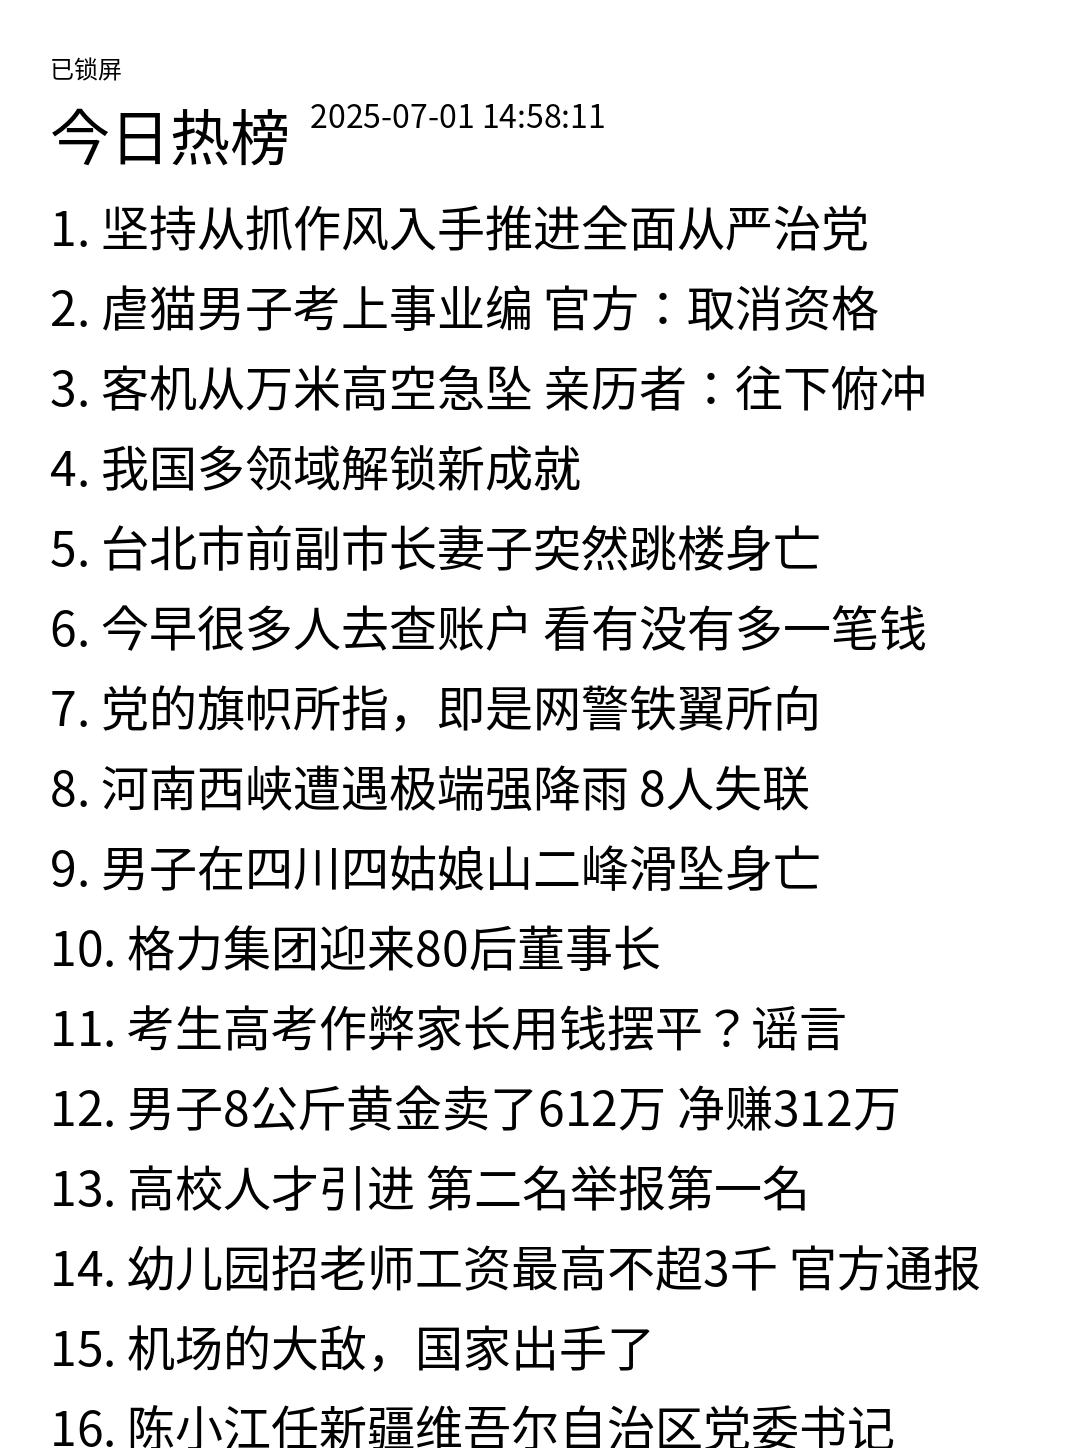 已锁屏
今日热榜 2025-07-01 14:58:11
1. 坚持从抓作风入手推进全面从严治党
2. 虐猫男子考上事业编 官方：取消资格
3. 客机从万米高空急坠 亲历者：往下俯冲
4. 我国多领域解锁新成就
5. 台北市前副市长妻子突然跳楼身亡
6. 今早很多人去查账户 看有没有多一笔钱
7. 党的旗帜所指，即是网警铁翼所向
8. 河南西峡遭遇极端强降雨 8人失联
9. 男子在四川四姑娘山二峰滑坠身亡
10. 格力集团迎来80后董事长
11. 考生高考作弊家长用钱摆平？谣言
12. 男子8公斤黄金卖了612万 净赚312万
13. 高校人才引进 第二名举报第一名
14. 幼儿园招老师工资最高不超3千 官方通报
15. 机场的大敌，国家出手了
16. 陈小江任新疆维吾尔自治区党委书记